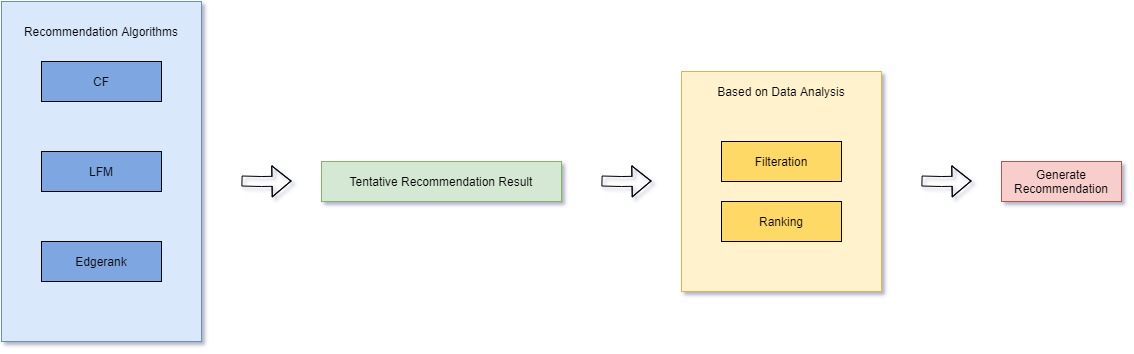 Recommendation Algorithms
CF
LFM
Edgerank
Tentative Recommendation Result
Based on Data Analysis
Filteration
Ranking
Generate
Recommendation